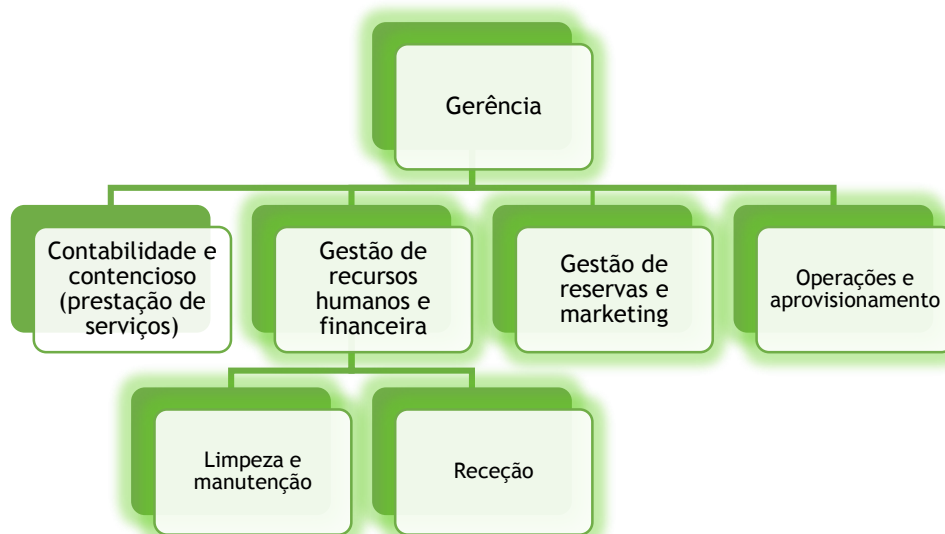 Gerência
Contabilidade e
contencioso
(prestação de
serviços)
Gestão de
recursos
humanos e
financeira
Gestão de
reservas e
marketing
Operações e
aprovisionamento
Limpeza e
manutenção
Receção